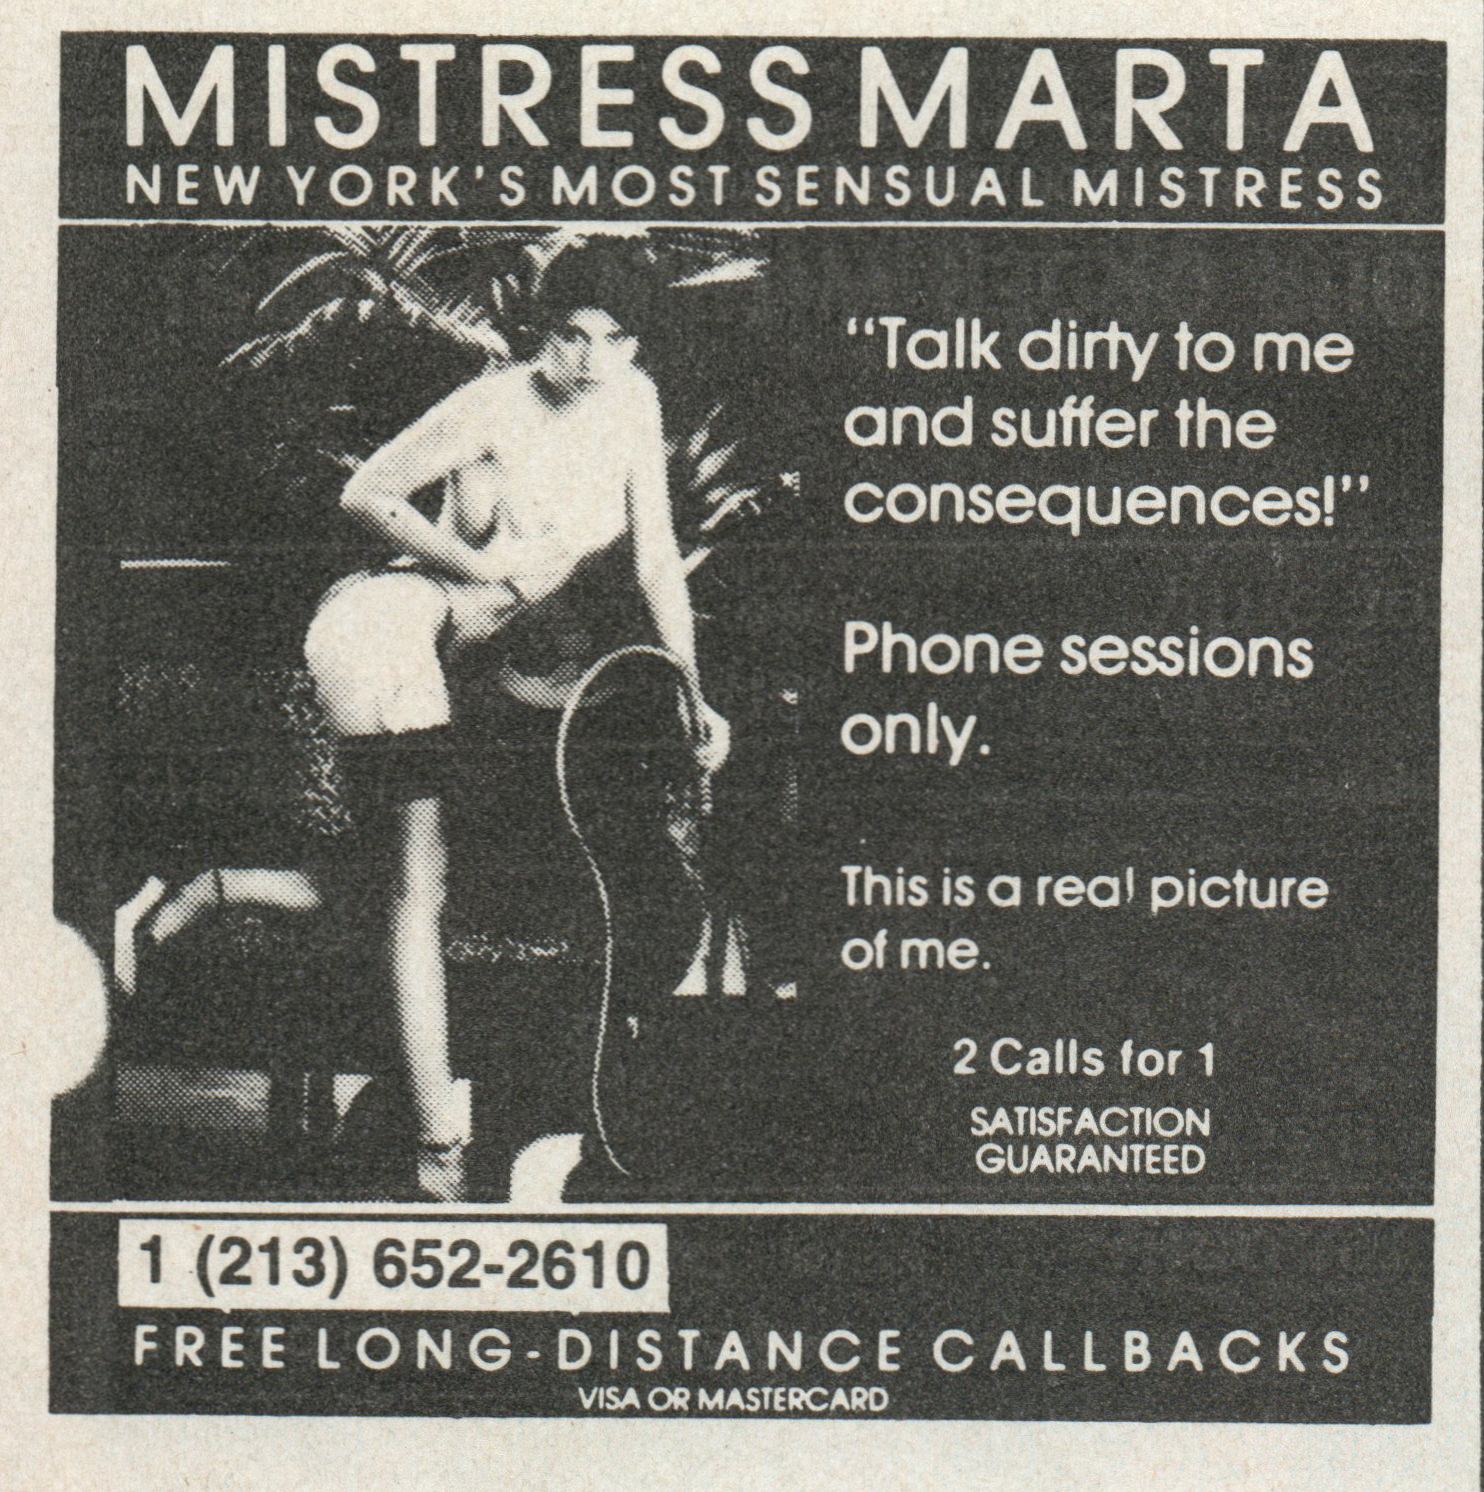 MISTRESS MARTA
NEW YORK'S MOST SENSUAL MISTRESS
"Talk dirty to me
and suffer the
consequences!"
Phone sessions
only.
This is a real picture
of me.
2 Calls for 1
SATISFACTION
GUARANTEED
1 (213) 652-2610
FREE LONG-DISTANCE CALLBACKS
VISA OR MASTERCARD